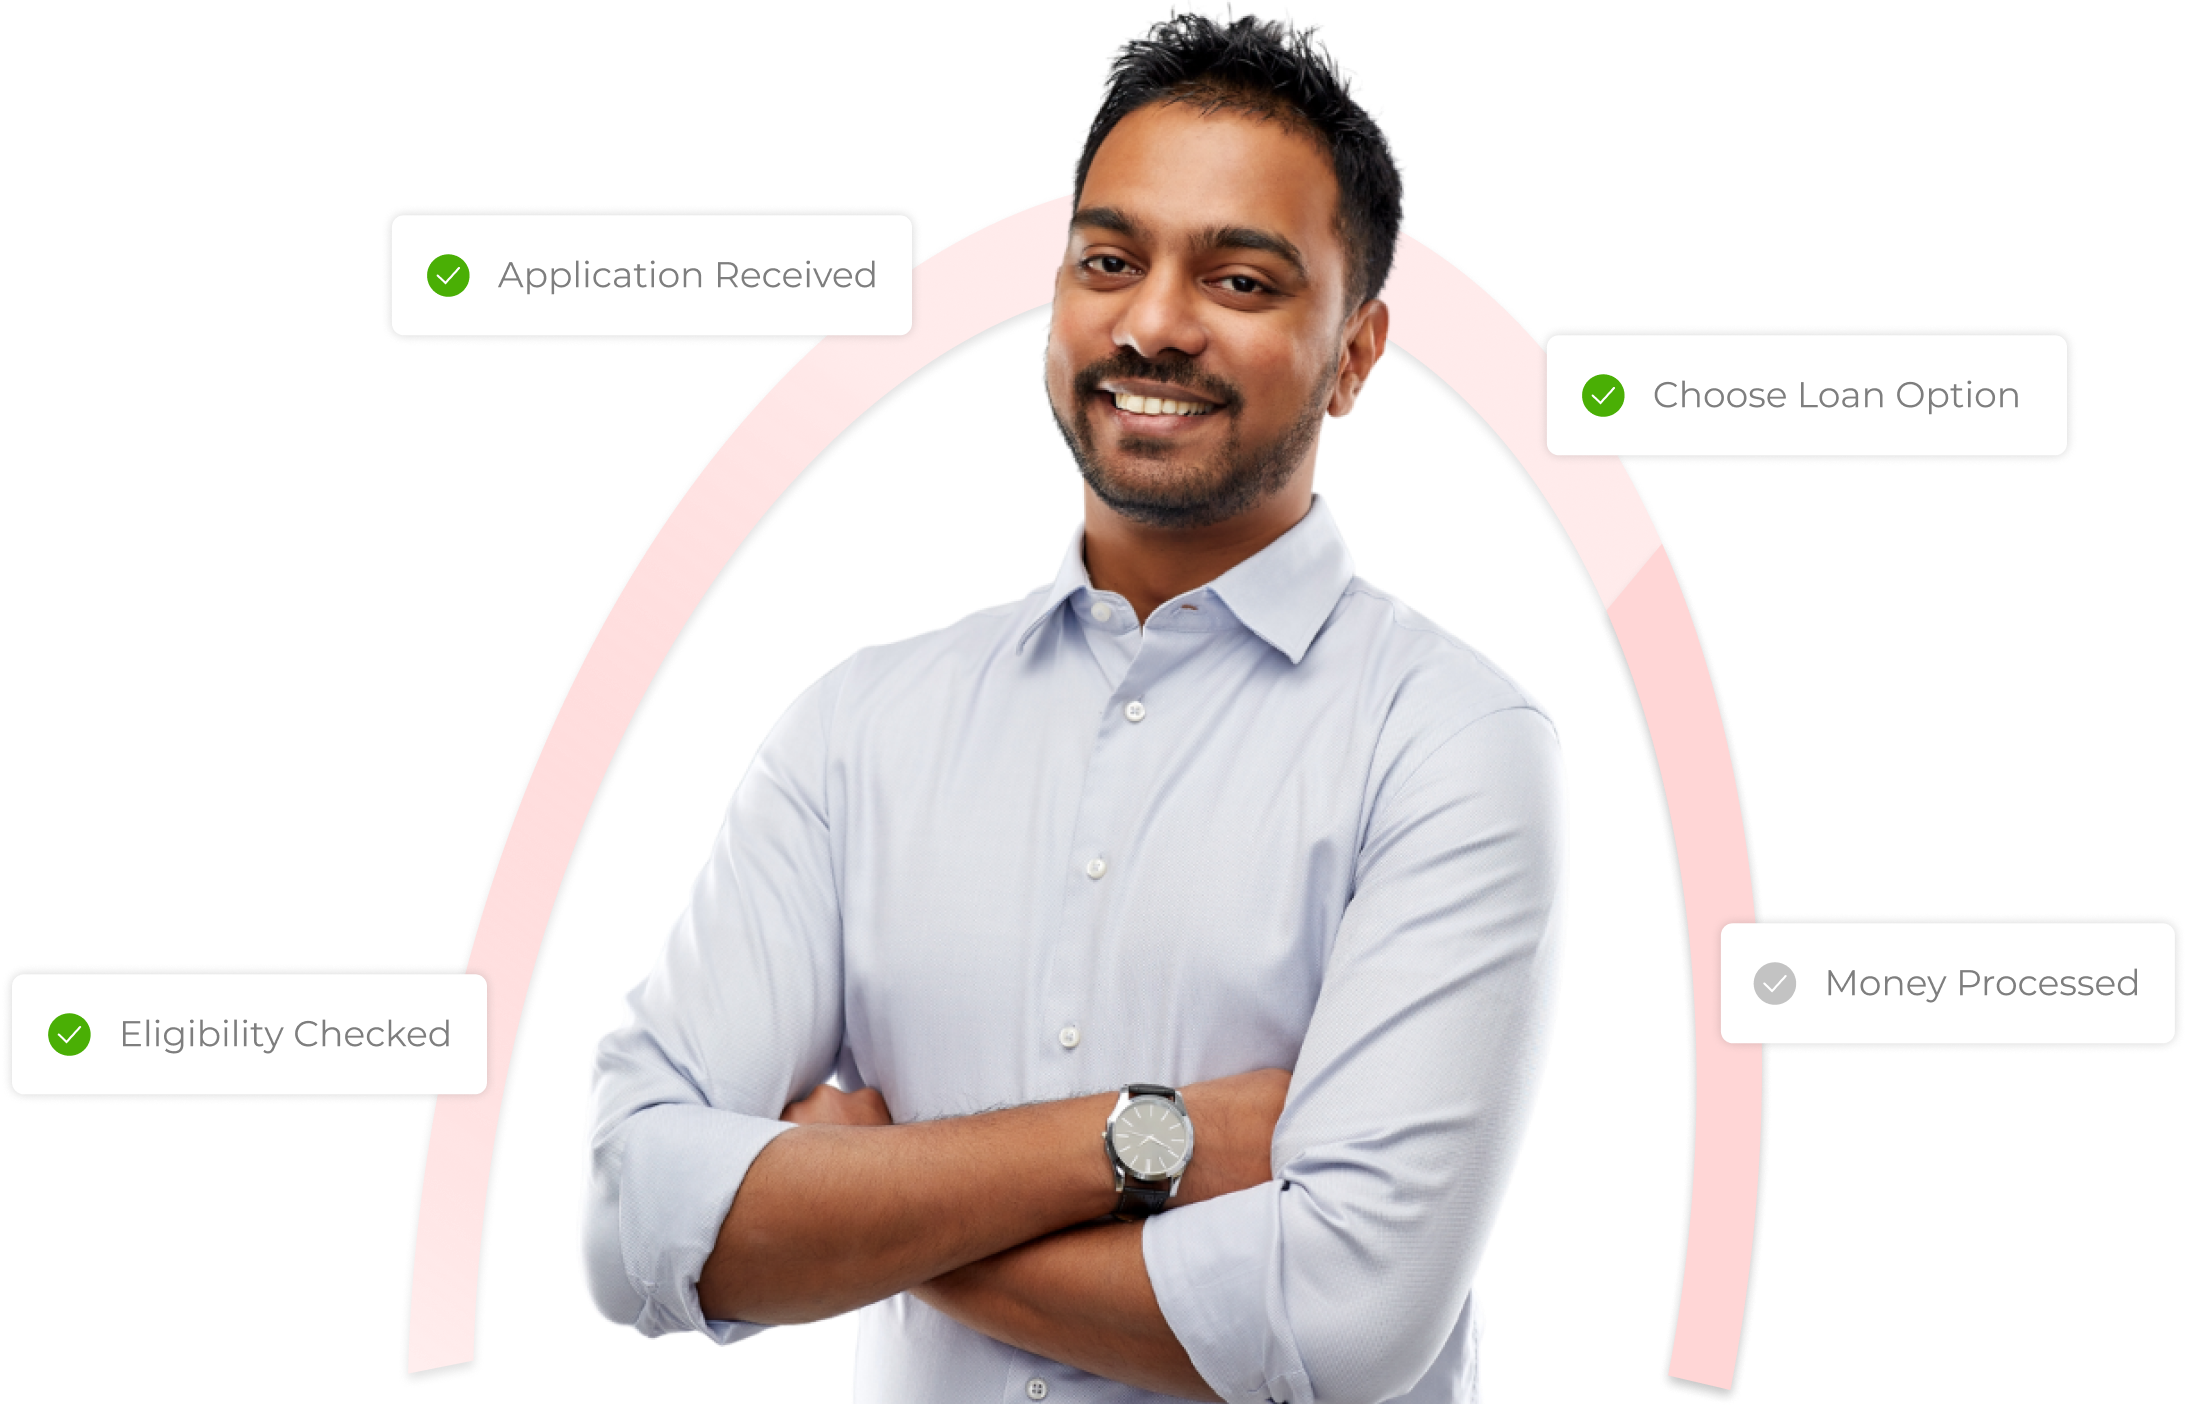 Application Received
Choose Loan Option
Eligibility Checked
Money Processed